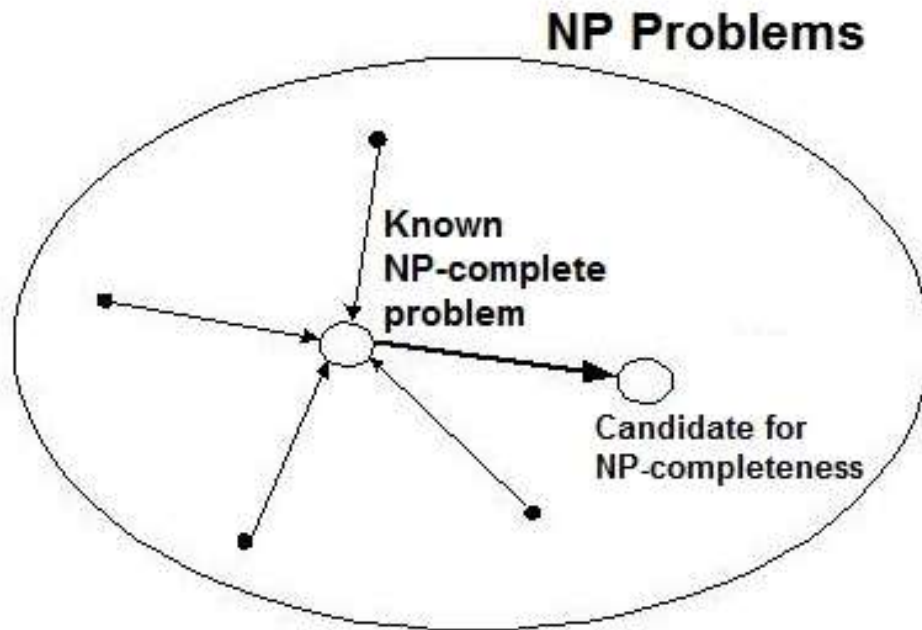 NP Problems
Known
NP-complete
problem
Candidate for
NP-completeness